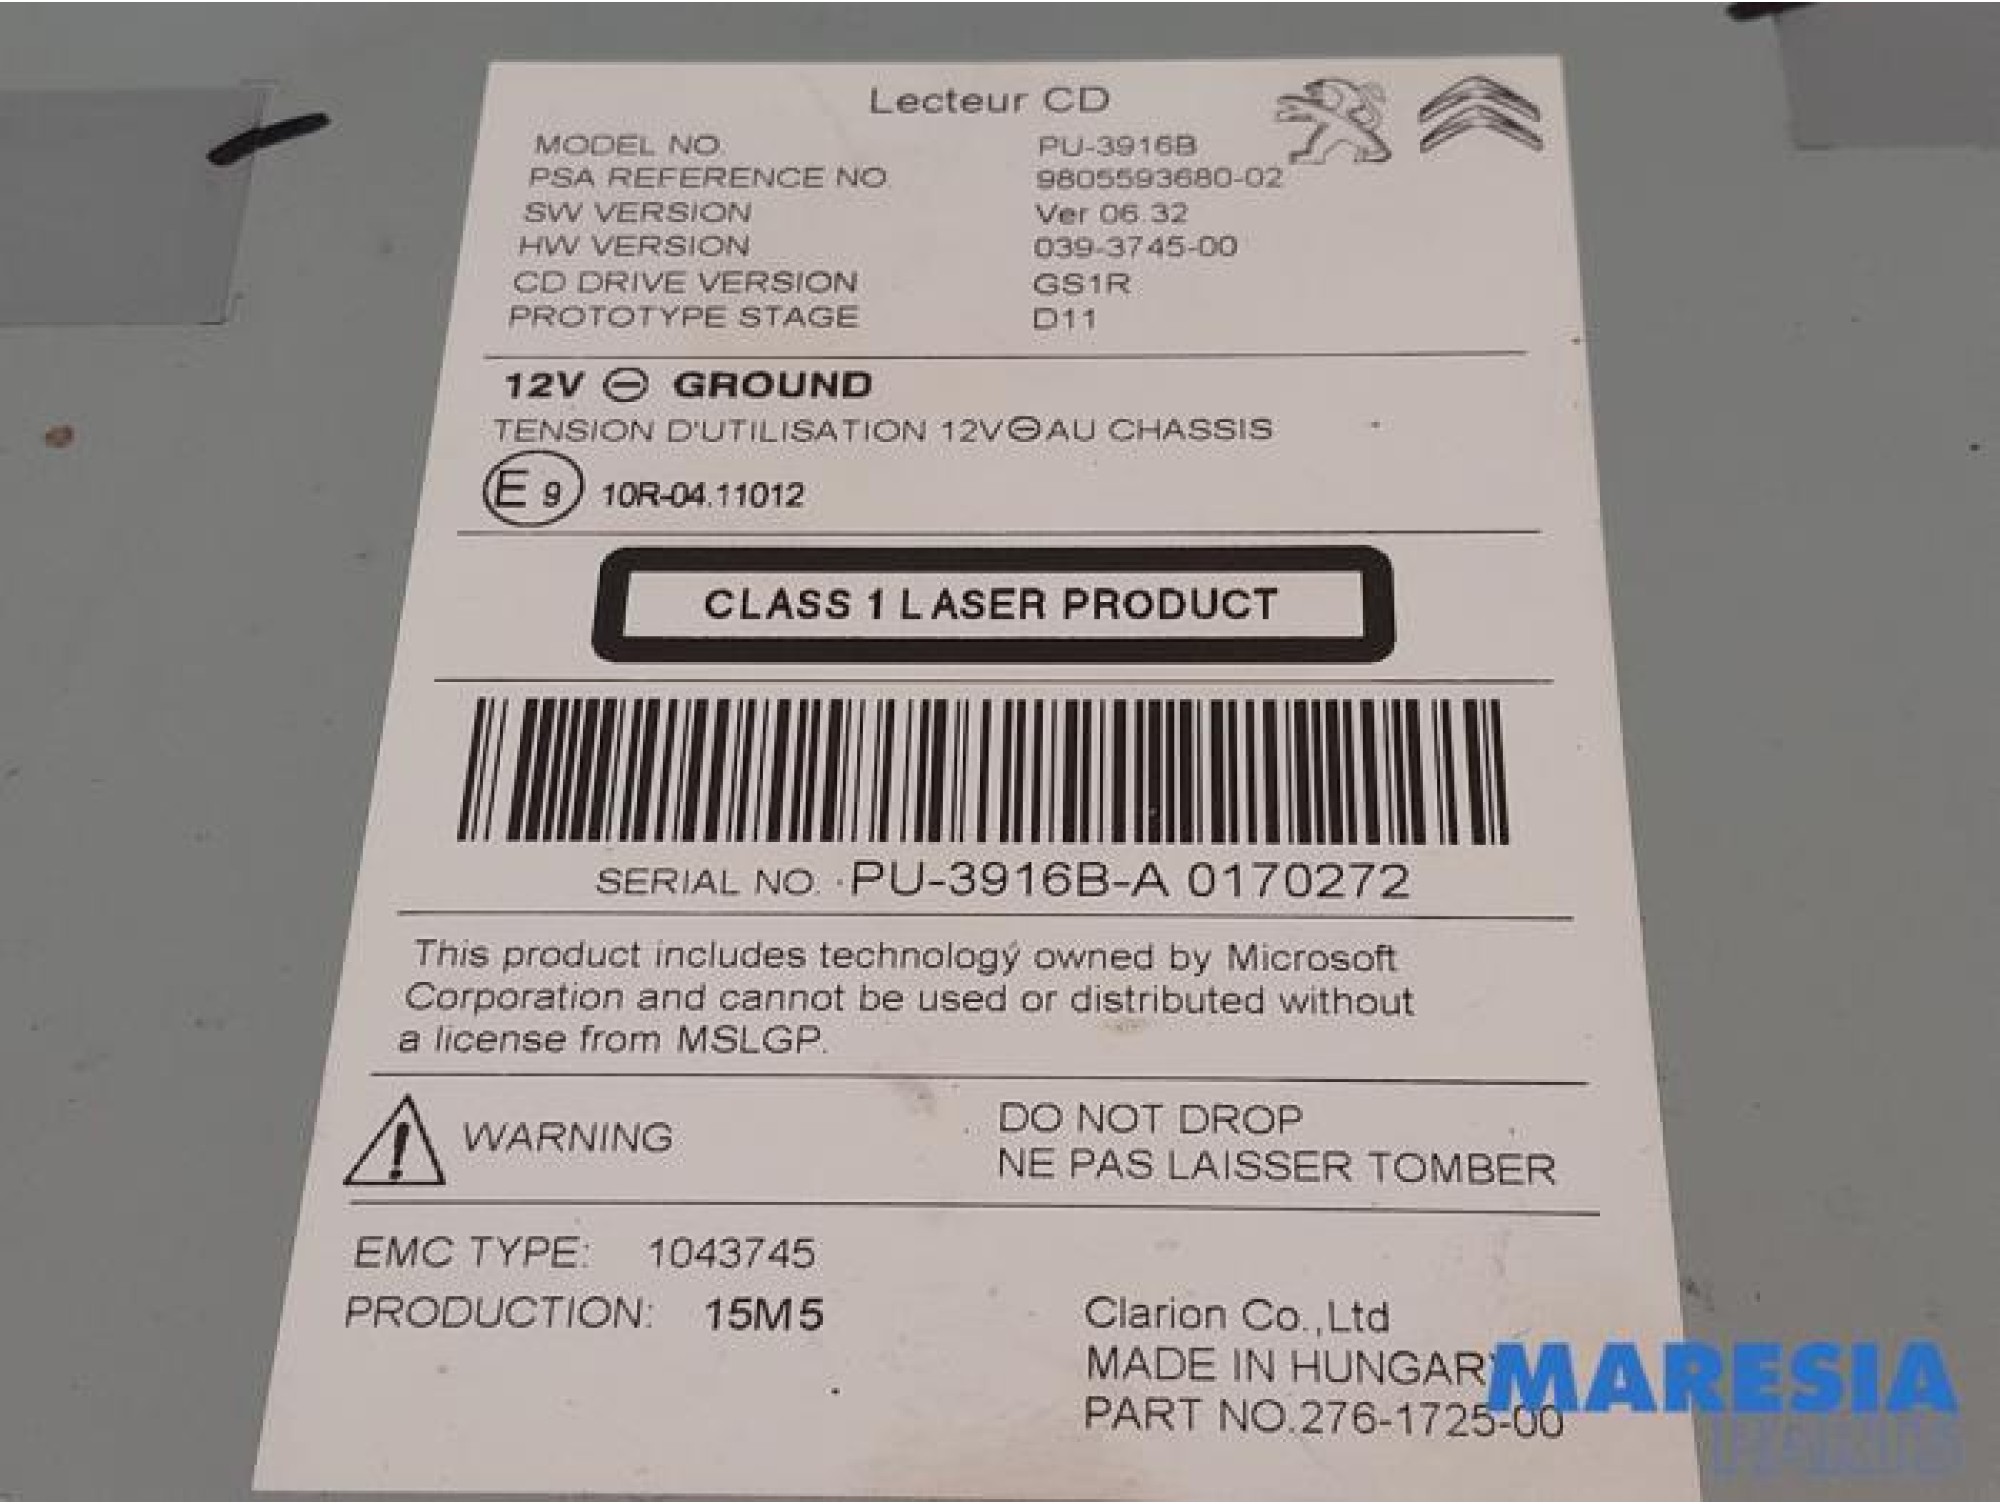 Lecteur CD
MODEL NO. PU-3916B
PSA REFERENCE NO. 9805593680-02
SW VERSION Ver 06.32
HW VERSION 039-3745-00
CD DRIVE VERSION GS1R
PROTOTYPE STAGE D11
12V ⊖ GROUND
TENSION D'UTILISATION 12V⊖AU CHASSIS
E 9 10R-04.11012
CLASS 1 LASER PRODUCT
SERIAL NO. PU-3916B-A 0170272
This product includes technology owned by Microsoft
Corporation and cannot be used or distributed without
a license from MSLGP.
WARNING DO NOT DROP
NE PAS LAISSER TOMBER
EMC TYPE: 1043745
PRODUCTION: 15M5
Clarion Co.,Ltd
MADE IN HUNGARY
PART NO.276-1725-00
MARESIA
PARTS